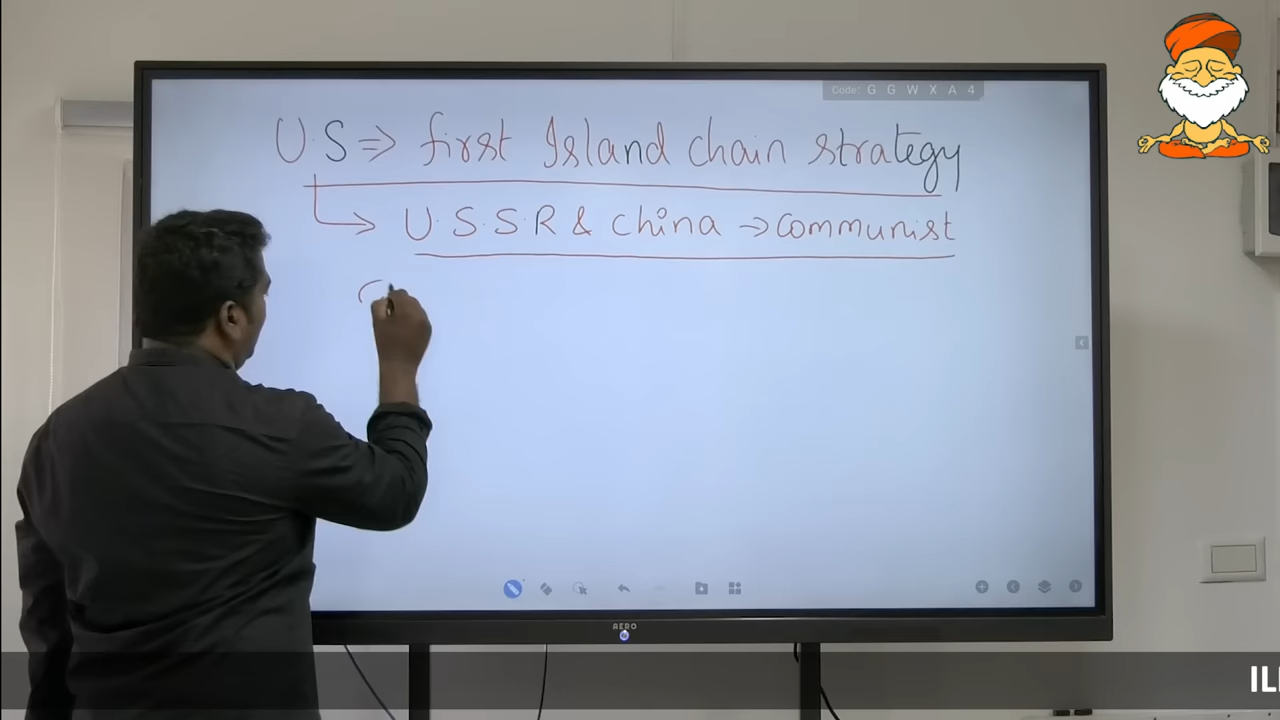 Code: G G W X A 4
U.S => first Island chain strategy
U.S.S.R & China → communist
AERO